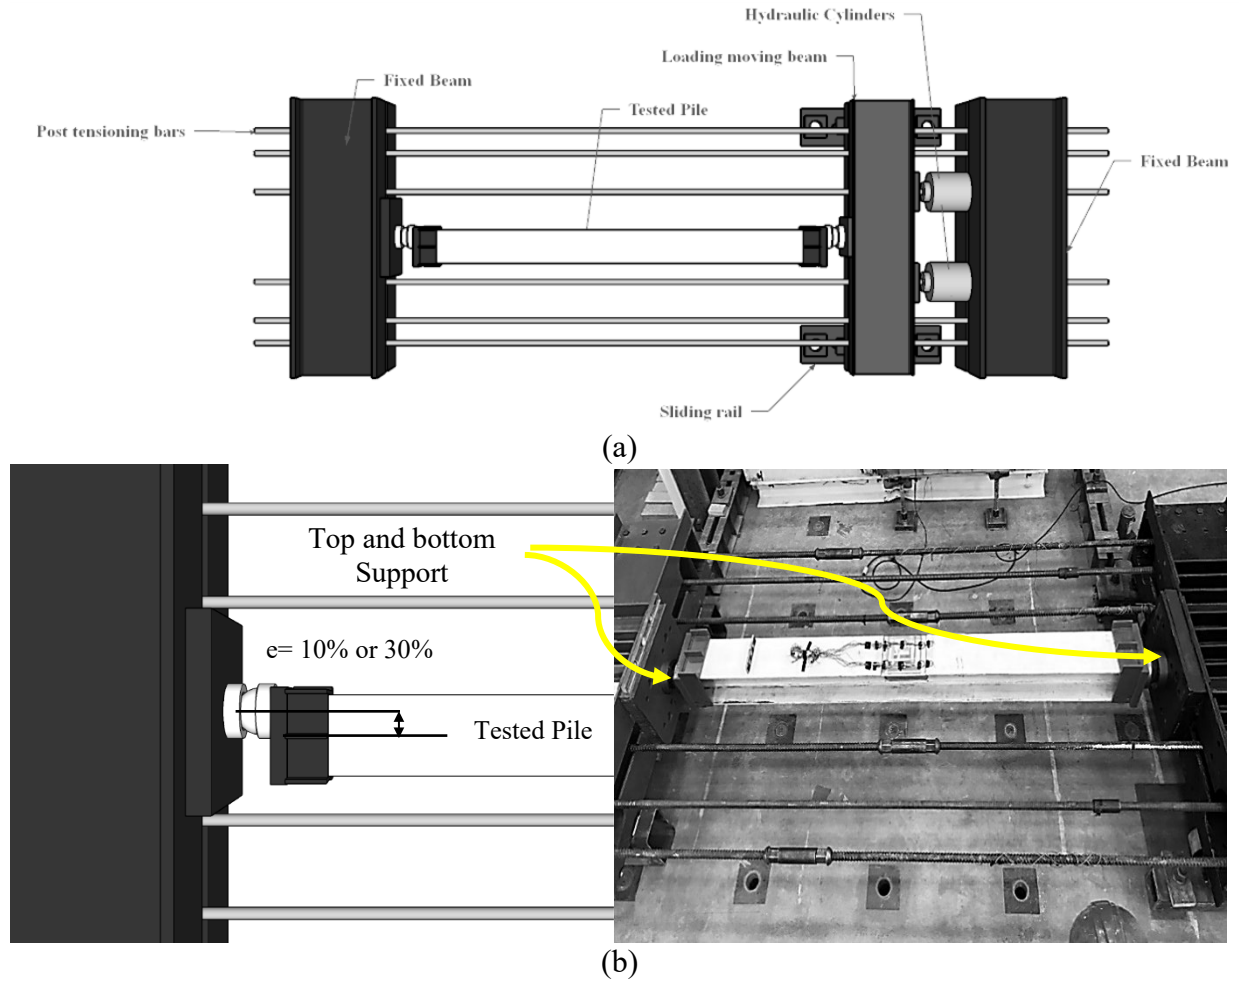 Hydraulic Cylinders
Loading moving beam
Fixed Beam
Tested Pile
Post tensioning bars
Fixed Beam
Sliding rail
(a)
Top and bottom
Support
e= 10% or 30%
Tested Pile
(b)